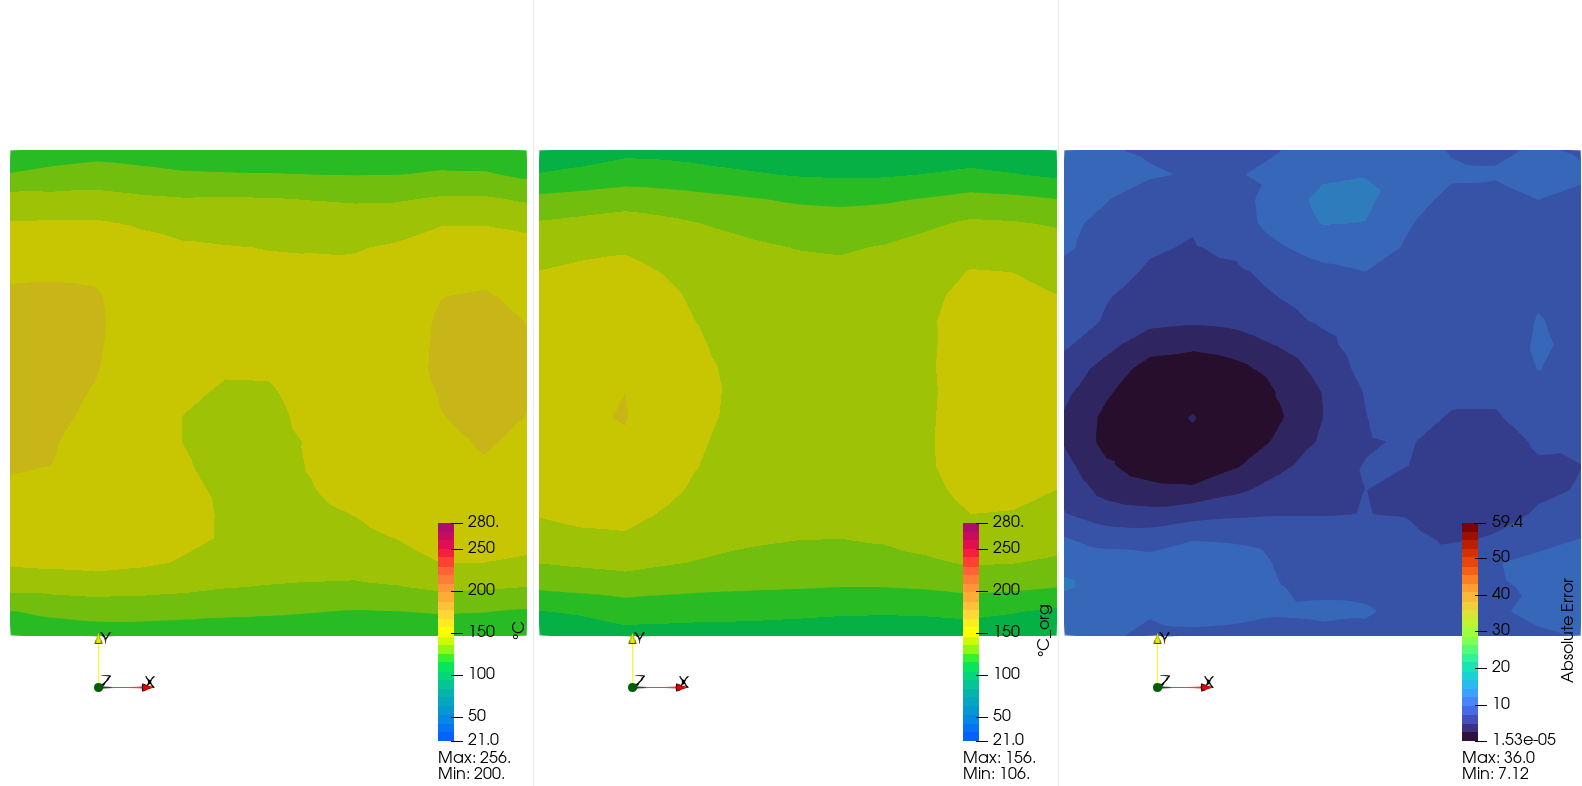 280.
250
200
150
100
50
21.0
°C
Max: 256.
Min: 200.
Y
Z
X
280.
250
200
150
100
50
21.0
°C_org
Max: 156.
Min: 106.
Y
Z
X
59.4
50
40
30
20
10
1.53e-05
Absolute Error
Max: 36.0
Min: 7.12
Y
Z
X